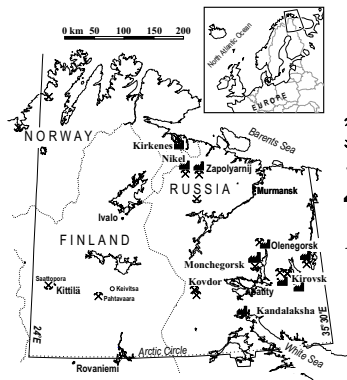 0 km 50 100 150 200
North Atlantic Ocean
EUROPE
NORWAY
Barents Sea
Kirkenes
Nikel
Zapolyarnij
RUSSIA
Murmansk
Ivalo
FINLAND
Olenegorsk
Monchegorsk
Saattopora
Kittilä
Keivitsa
Pahtavaara
Kovdor
Kirovsk
Apatity
Kandalaksha
24°E
35°30'E
White Sea
Arctic Circle
Rovaniemi